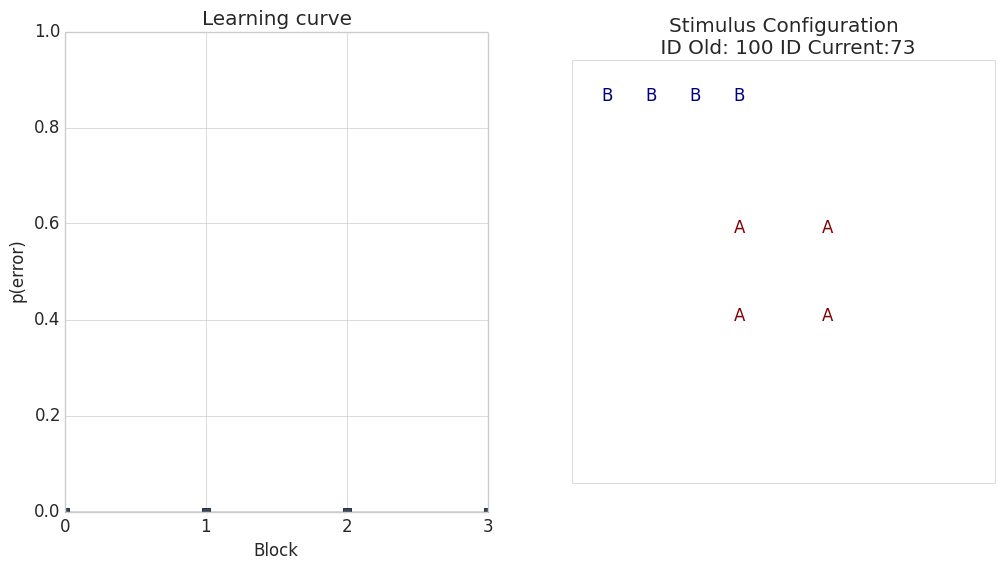 Learning curve
1.0
0.8
0.6
0.4
0.2
0.0
p(error)
0 1 2 3
Block
Stimulus Configuration
ID Old: 100 ID Current:73
B B B B
A A
A A